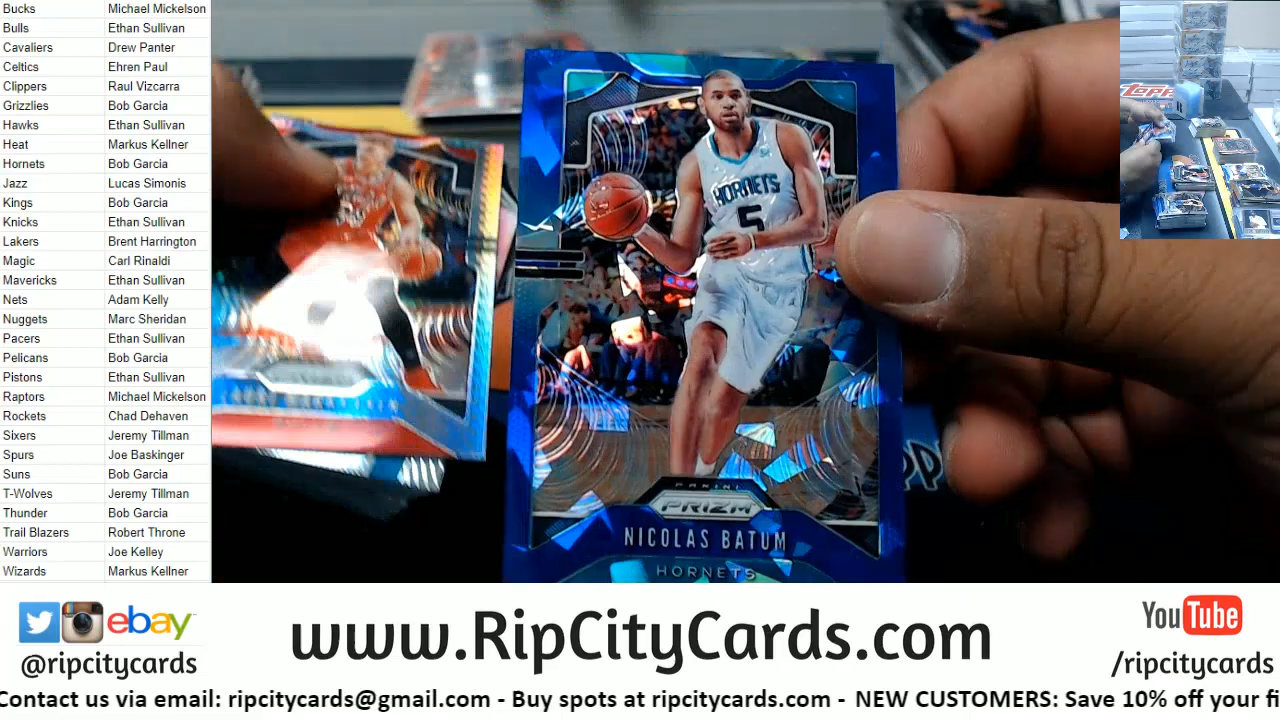 Bucks Michael Mickelson
Bulls Ethan Sullivan
Cavaliers Drew Panter
Celtics Ehren Paul
Clippers Raul Vizcarra
Grizzlies Bob Garcia
Hawks Ethan Sullivan
Heat Markus Kellner
Hornets Bob Garcia
Jazz Lucas Simonis
Kings Bob Garcia
Knicks Ethan Sullivan
Lakers Brent Harrington
Magic Carl Rinaldi
Mavericks Ethan Sullivan
Nets Adam Kelly
Nuggets Marc Sheridan
Pacers Ethan Sullivan
Pelicans Bob Garcia
Pistons Ethan Sullivan
Raptors Michael Mickelson
Rockets Chad Dehaven
Sixers Jeremy Tillman
Spurs Joe Baskinger
Suns Bob Garcia
T-Wolves Jeremy Tillman
Thunder Bob Garcia
Trail Blazers Robert Throne
Warriors Joe Kelley
Wizards Markus Kellner
HORNETS
5
PANINI
PRIZM
NICOLAS BATUM
HORNETS
TOPPS
ebay
@ripcitycards
www.RipCityCards.com
YouTube
/ripcitycards
Contact us via email: ripcitycards@gmail.com - Buy spots at ripcitycards.com - NEW CUSTOMERS: Save 10% off your fi